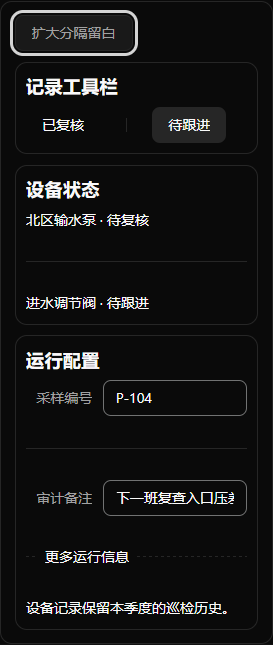 扩大分隔留白
记录工具栏
已复核 待跟进
设备状态
北区输水泵 · 待复核
进水调节阀 · 待跟进
运行配置
采样编号 P-104
审计备注 下一班复查入口压差
更多运行信息
设备记录保留本季度的巡检历史。